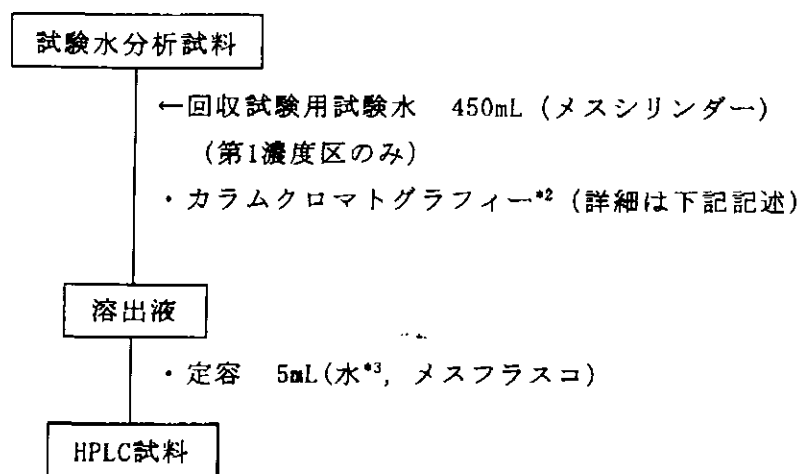 試験水分析試料
←回収試験用試験水　450mL (メスシリンダー)
(第1濃度区のみ)
・カラムクロマトグラフィー*2 (詳細は下記記述)
溶出液
・定容　5mL(水*3, メスフラスコ)
HPLC試料